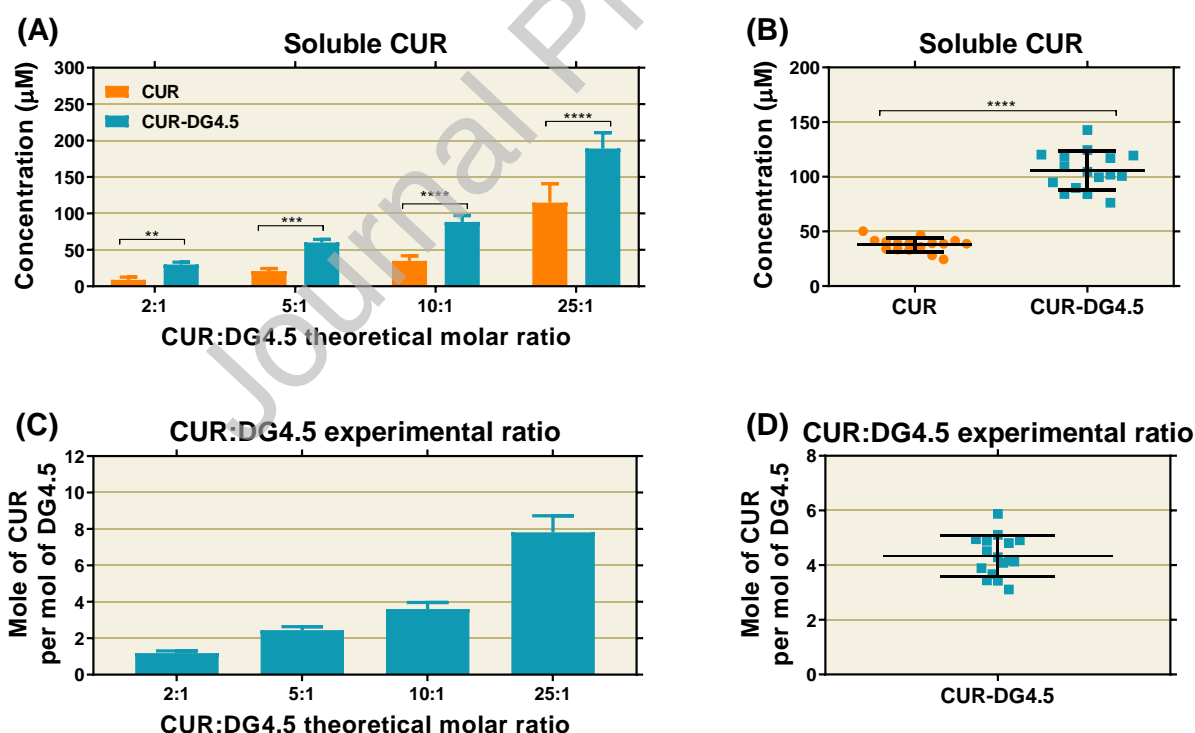 (A)
Soluble CUR
Concentration (µM)
300
250
200
150
100
50
0
CUR
CUR-DG4.5
**
***
****
****
2:1
5:1
10:1
25:1
CUR:DG4.5 theoretical molar ratio
(B)
Soluble CUR
Concentration (µM)
200
150
100
50
0
****
CUR
CUR-DG4.5
(C)
CUR:DG4.5 experimental ratio
Mole of CUR
per mol of DG4.5
12
10
8
6
4
2
0
2:1
5:1
10:1
25:1
CUR:DG4.5 theoretical molar ratio
(D)
CUR:DG4.5 experimental ratio
Mole of CUR
per mol of DG4.5
8
6
4
2
0
CUR-DG4.5
Journal